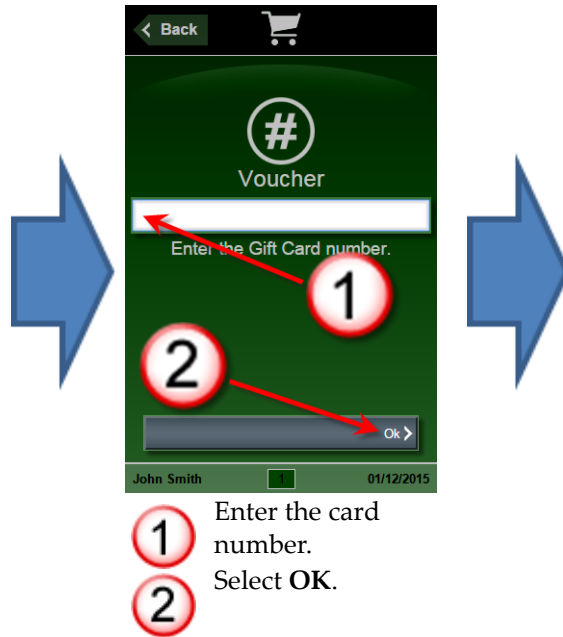 Back
#
Voucher
Enter the Gift Card number.
1
2
Ok
John Smith 1 01/12/2015
1 Enter the card
number.
2 Select OK.